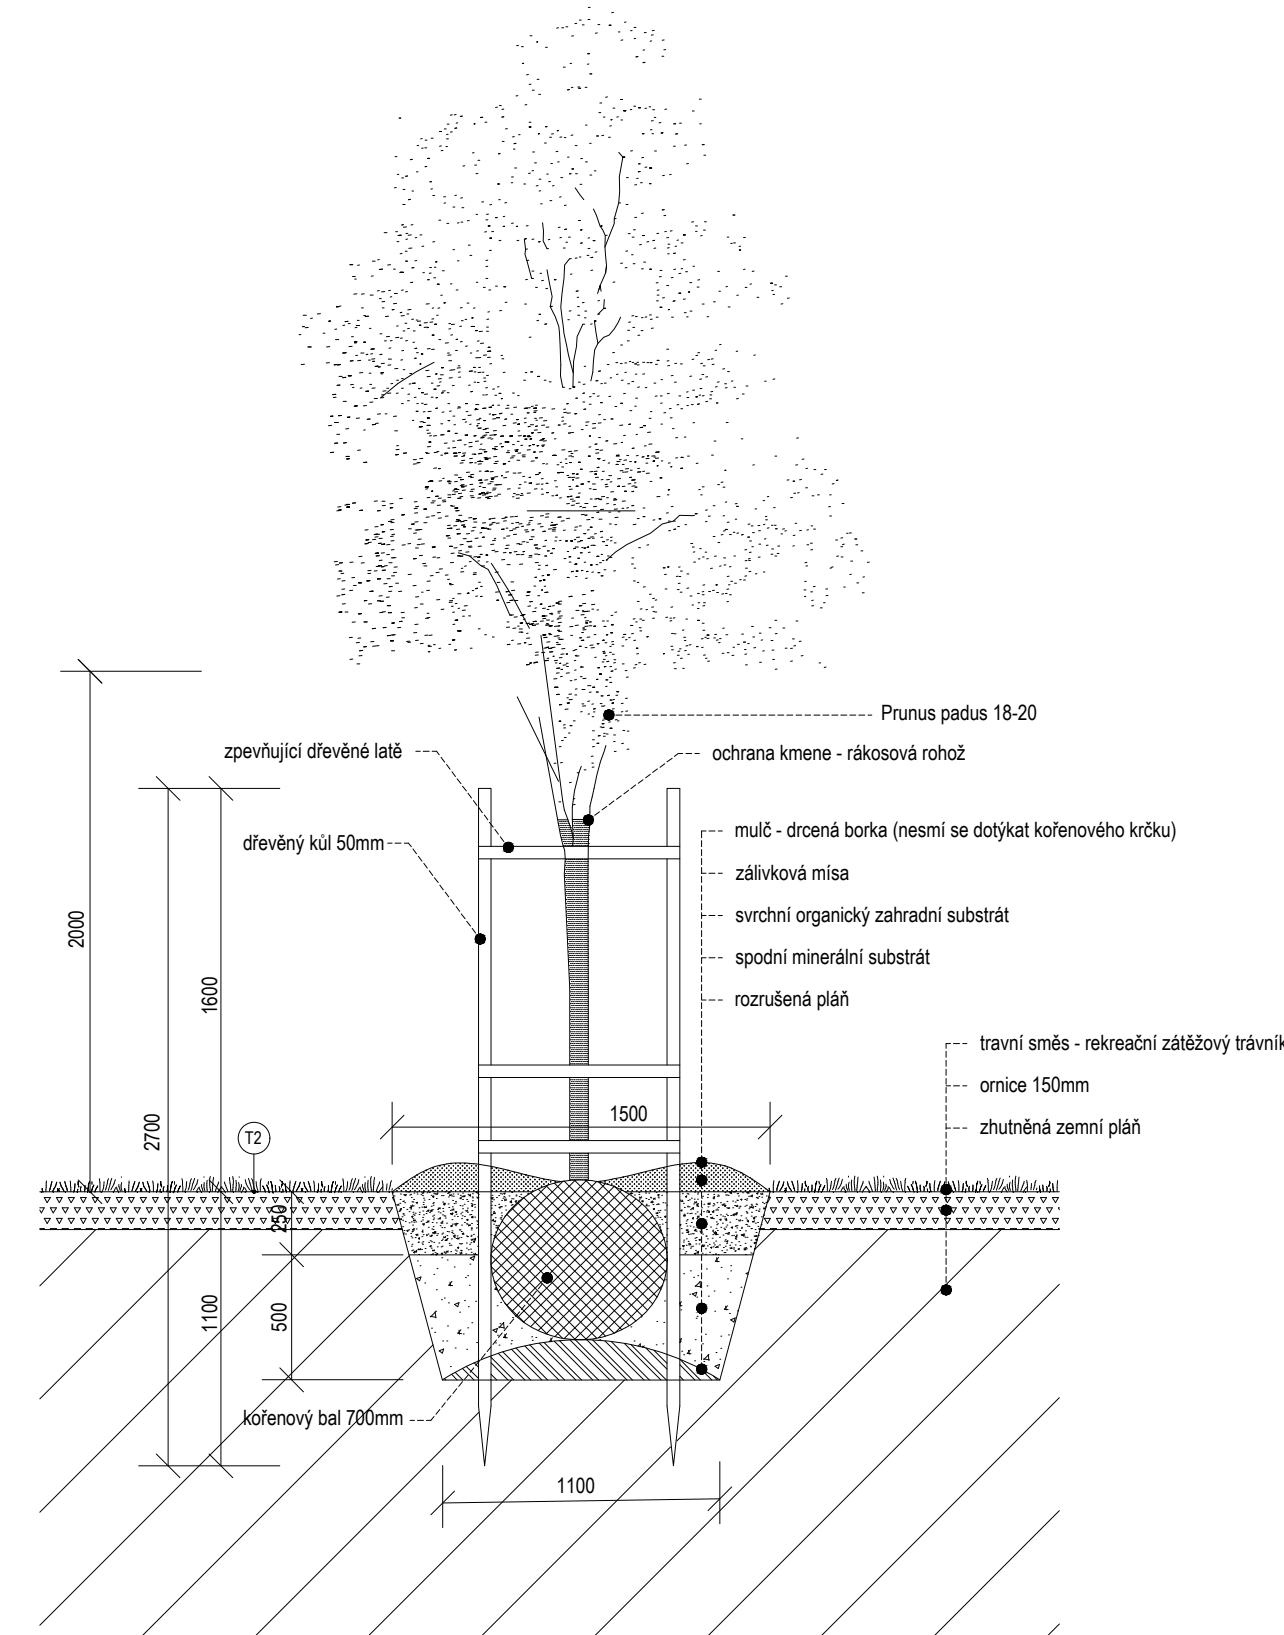 Prunus padus 18-20
zpevňující dřevěné latě
ochrana kmene - rákosová rohož
mulč - drcená borka (nesmí se dotýkat kořenového krčku)
dřevěný kůl 50mm
zálivková mísa
svrchní organický zahradní substrát
2000
spodní minerální substrát
1600
rozrušená pláň
travní směs - rekreační zátěžový trávník
ornice 150mm
1500
zhutněná zemní pláň
2700
T2
250
1100
500
kořenový bal 700mm
1100